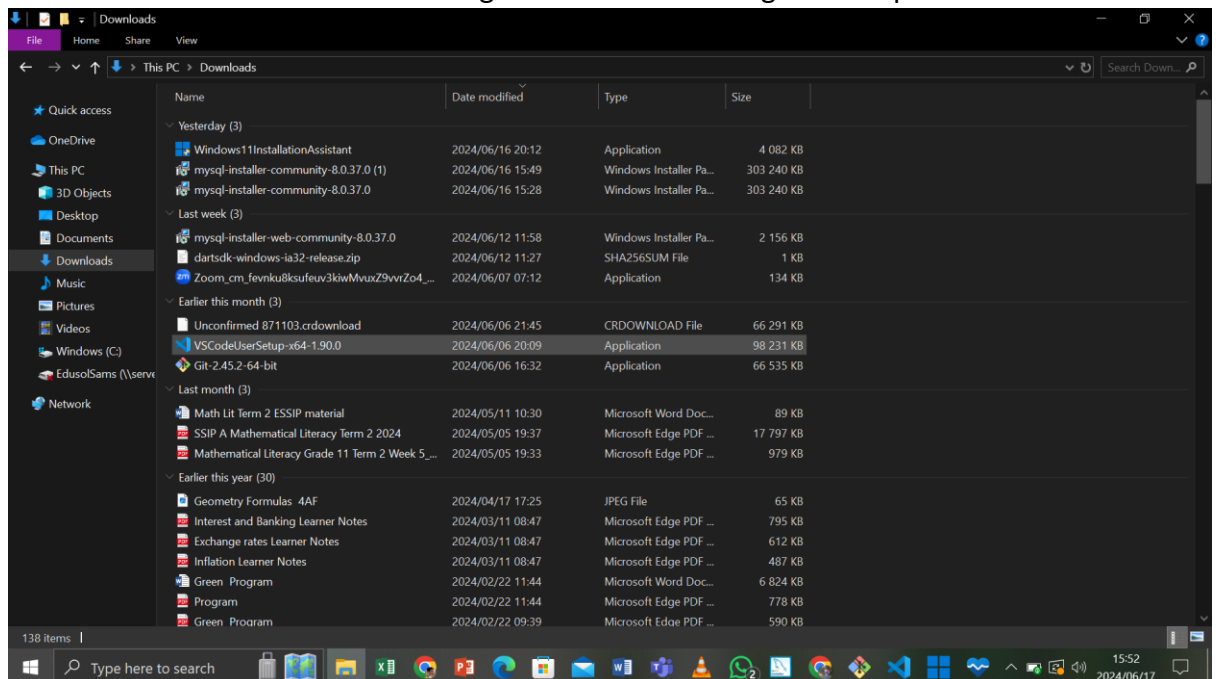 Downloads
File Home Share View
This PC > Downloads
Search Down...
Name Date modified Type Size
Quick access
OneDrive
This PC
3D Objects
Desktop
Documents
Downloads
Music
Pictures
Videos
Windows (C:)
EdusolSams (\\serve
Network
Yesterday (3)
Windows11InstallationAssistant 2024/06/16 20:12 Application 4 082 KB
mysql-installer-community-8.0.37.0 (1) 2024/06/16 15:49 Windows Installer Pa... 303 240 KB
mysql-installer-community-8.0.37.0 2024/06/16 15:28 Windows Installer Pa... 303 240 KB
Last week (3)
mysql-installer-web-community-8.0.37.0 2024/06/12 11:58 Windows Installer Pa... 2 156 KB
dartsdk-windows-ia32-release.zip 2024/06/12 11:27 SHA256SUM File 1 KB
Zoom_cm_fevnku8ksufeuv3kiwMvuxZ9vvrZo4_... 2024/06/07 07:12 Application 134 KB
Earlier this month (3)
Unconfirmed 871103.crdownload 2024/06/06 21:45 CRDOWNLOAD File 66 291 KB
VSCodeUserSetup-x64-1.90.0 2024/06/06 20:09 Application 98 231 KB
Git-2.45.2-64-bit 2024/06/06 16:32 Application 66 535 KB
Last month (3)
Math Lit Term 2 ESSIP material 2024/05/11 10:30 Microsoft Word Doc... 89 KB
SSIP A Mathematical Literacy Term 2 2024 2024/05/05 19:37 Microsoft Edge PDF ... 17 797 KB
Mathematical Literacy Grade 11 Term 2 Week 5_... 2024/05/05 19:33 Microsoft Edge PDF ... 979 KB
Earlier this year (30)
Geometry Formulas 4AF 2024/04/17 17:25 JPEG File 65 KB
Interest and Banking Learner Notes 2024/03/11 08:47 Microsoft Edge PDF ... 795 KB
Exchange rates Learner Notes 2024/03/11 08:47 Microsoft Edge PDF ... 612 KB
Inflation Learner Notes 2024/03/11 08:47 Microsoft Edge PDF ... 487 KB
Green Program 2024/02/22 11:44 Microsoft Word Doc... 6 824 KB
Program 2024/02/22 11:44 Microsoft Edge PDF ... 778 KB
Green Program 2024/02/22 09:39 Microsoft Edge PDF ... 590 KB
138 items
Type here to search
15:52
2024/06/17